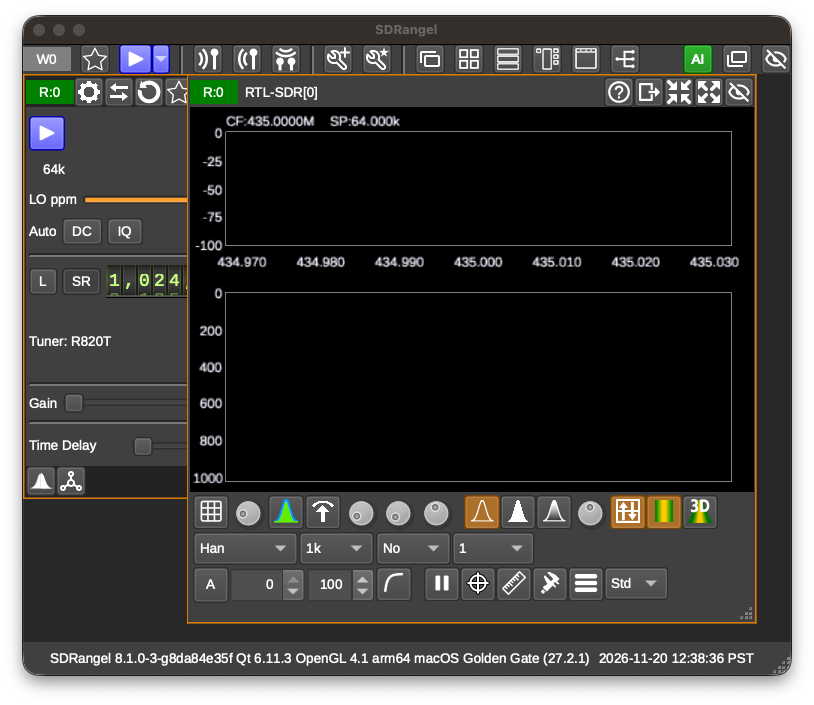 SDRangel
W0 AI
R:0
R:0 RTL-SDR[0]
CF:435.0000M SP:64.000k
0
-25
-50
-75
-100
434.970 434.980 434.990 435.000 435.010 435.020 435.030
0
200
400
600
800
1000
64k
LO ppm
Auto DC IQ
L SR 1,024,
Tuner: R820T
Gain
Time Delay
3D
Han 1k No 1
A 0 100 Std
SDRangel 8.1.0-3-g8da84e35f Qt 6.11.3 OpenGL 4.1 arm64 macOS Golden Gate (27.2.1) 2026-11-20 12:38:36 PST